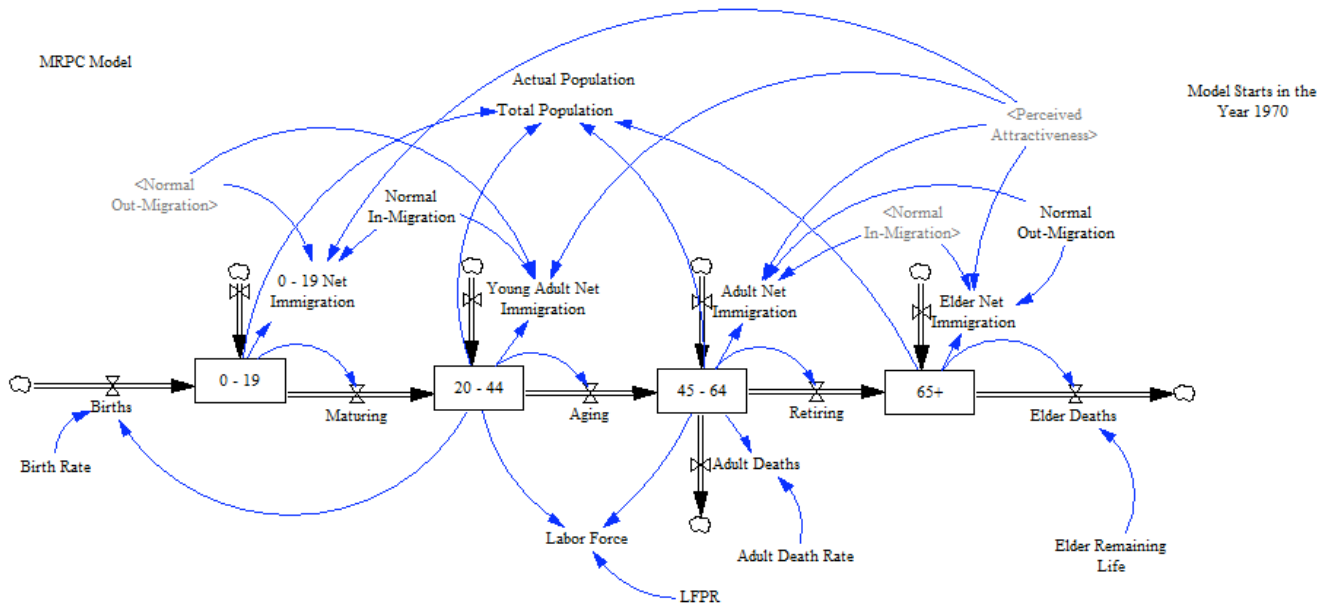 MRPC Model
Actual Population
Total Population
<Perceived
Attractiveness>
Model Starts in the
Year 1970
<Normal
Out-Migration>
Normal
In-Migration
<Normal
In-Migration>
Normal
Out-Migration
0 - 19 Net
Immigration
Young Adult Net
Immigration
Adult Net
Immigration
Elder Net
Immigration
0 - 19
20 - 44
45 - 64
65+
Births
Maturing
Aging
Retiring
Elder Deaths
Birth Rate
Adult Deaths
Labor Force
Adult Death Rate
Elder Remaining
Life
LFPR